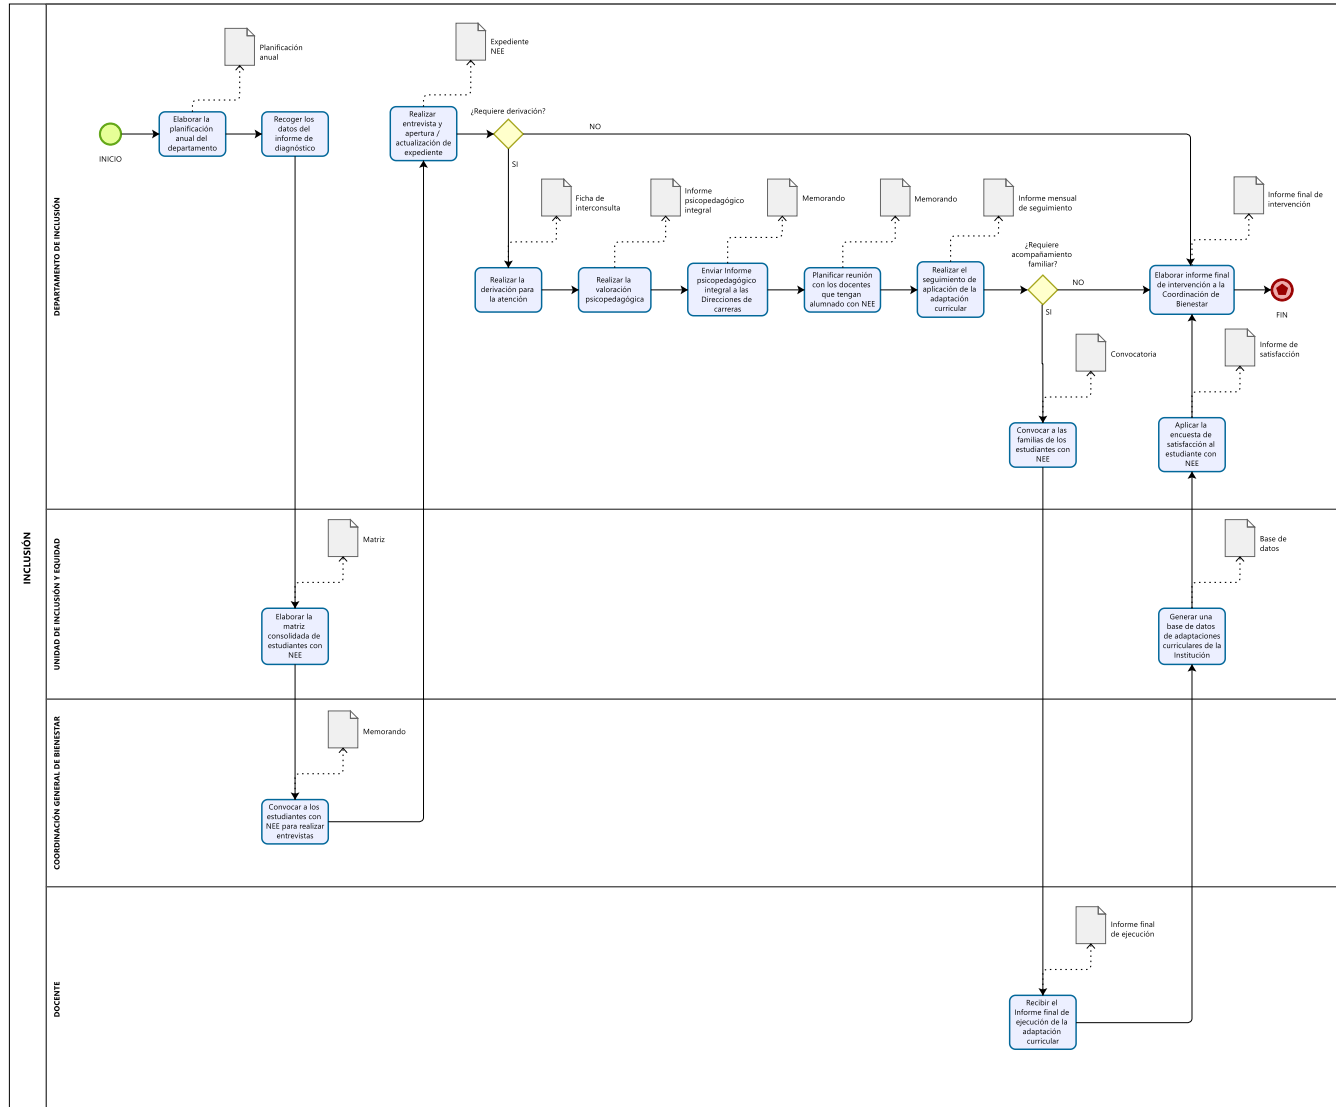 INCLUSIÓN
DEPARTAMENTO DE INCLUSIÓN
Planificación
anual
Expediente
NEE
INICIO
Elaborar la
planificación
anual del
departamento
Recoger los
datos del
informe de
diagnóstico
Realizar
entrevista y
apertura /
actualización de
expediente
¿Requiere derivación?
NO
SI
Ficha de
interconsulta
Informe
psicopedagógico
integral
Memorando
Memorando
Informe mensual
de seguimiento
Informe final de
intervención
Realizar la
derivación para
la atención
Realizar la
valoración
psicopedagógica
Enviar Informe
psicopedagógico
integral a las
Direcciones de
carreras
Planificar reunión
con los docentes
que tengan
alumnado con NEE
Realizar el
seguimiento de
aplicación de la
adaptación
curricular
¿Requiere
acompañamiento
familiar?
NO
SI
Elaborar informe final
de intervención a la
Coordinación de
Bienestar
FIN
Convocatoria
Informe de
satisfacción
Convocar a las
familias de los
estudiantes con
NEE
Aplicar la
encuesta de
satisfacción al
estudiante con
NEE
UNIDAD DE INCLUSIÓN Y EQUIDAD
Matriz
Base de
datos
Elaborar la
matriz
consolidada de
estudiantes con
NEE
Generar una
base de datos
de adaptaciones
curriculares de la
Institución
COORDINACIÓN GENERAL DE BIENESTAR
Memorando
Convocar a los
estudiantes con
NEE para realizar
entrevistas
DOCENTE
Informe final
de ejecución
Recibir el
Informe final de
ejecución de la
adaptación
curricular